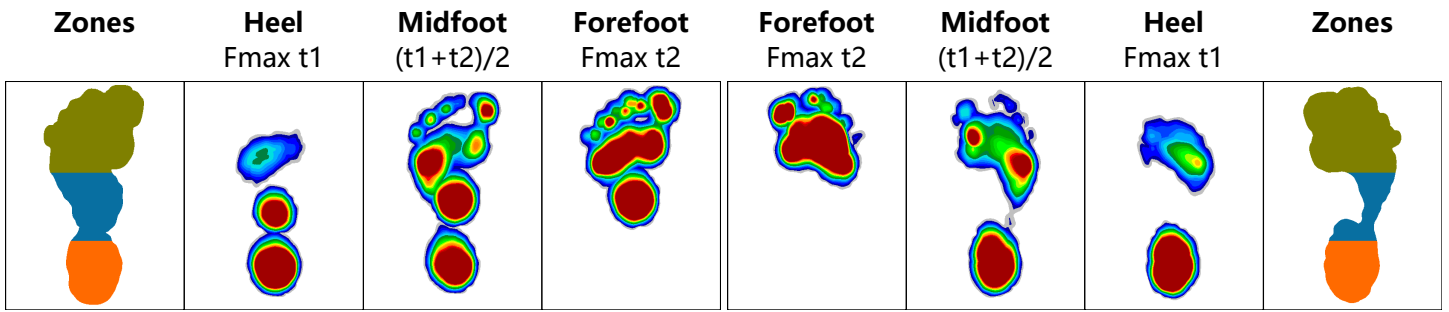 Zones Heel Midfoot Forefoot Forefoot Midfoot Heel Zones
Fmax t1 (t1+t2)/2 Fmax t2 Fmax t2 (t1+t2)/2 Fmax t1